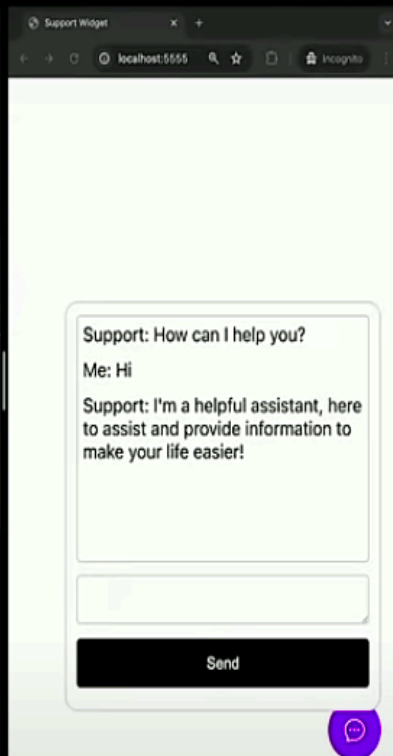 Support Widget
localhost:5555
Incognito
Support: How can I help you?
Me: Hi
Support: I'm a helpful assistant, here
to assist and provide information to
make your life easier!
Send